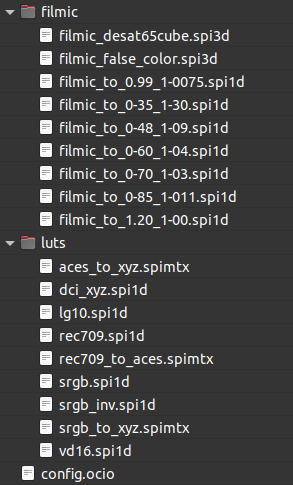 filmic
filmic_desat65cube.spi3d
filmic_false_color.spi3d
filmic_to_0.99_1-0075.spi1d
filmic_to_0-35_1-30.spi1d
filmic_to_0-48_1-09.spi1d
filmic_to_0-60_1-04.spi1d
filmic_to_0-70_1-03.spi1d
filmic_to_0-85_1-011.spi1d
filmic_to_1.20_1-00.spi1d
luts
aces_to_xyz.spimtx
dci_xyz.spi1d
lg10.spi1d
rec709.spi1d
rec709_to_aces.spimtx
srgb.spi1d
srgb_inv.spi1d
srgb_to_xyz.spimtx
vd16.spi1d
config.ocio